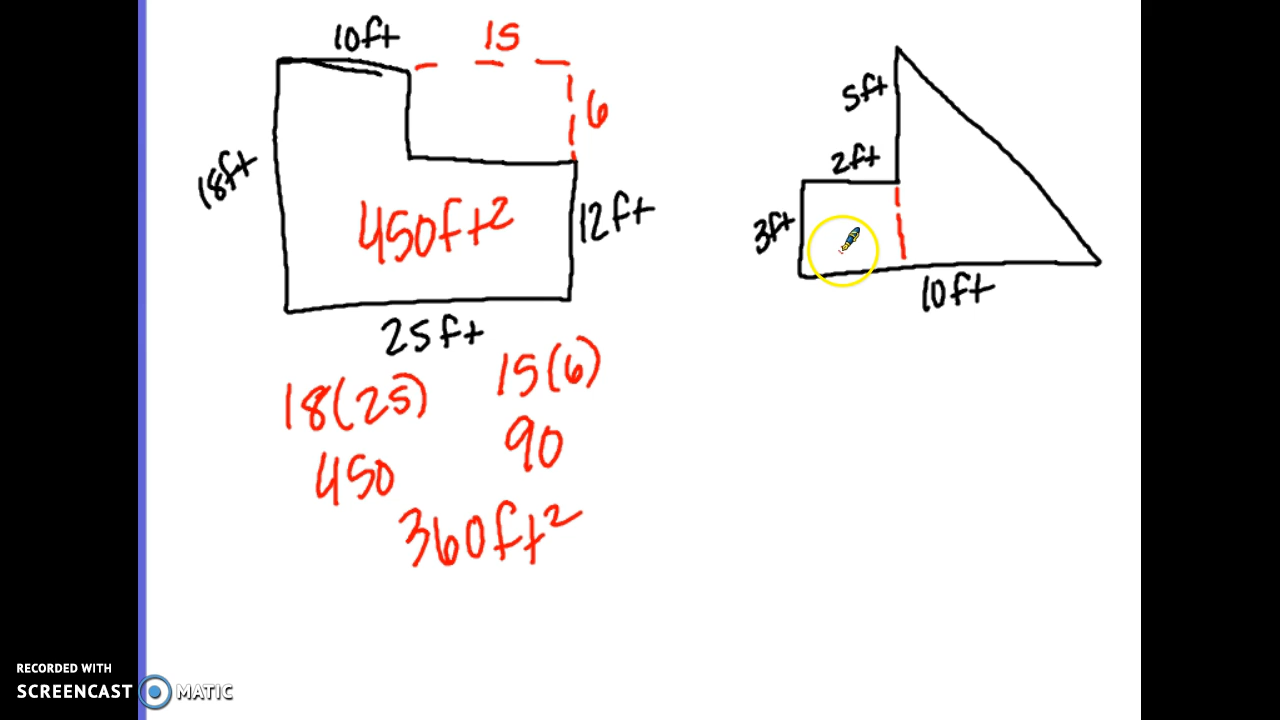 10ft 15
6
18ft
450ft²
12ft
25ft
18(25) 15(6)
450 90
360ft²
5ft
2ft
3ft
10ft
RECORDED WITH
SCREENCAST MATIC